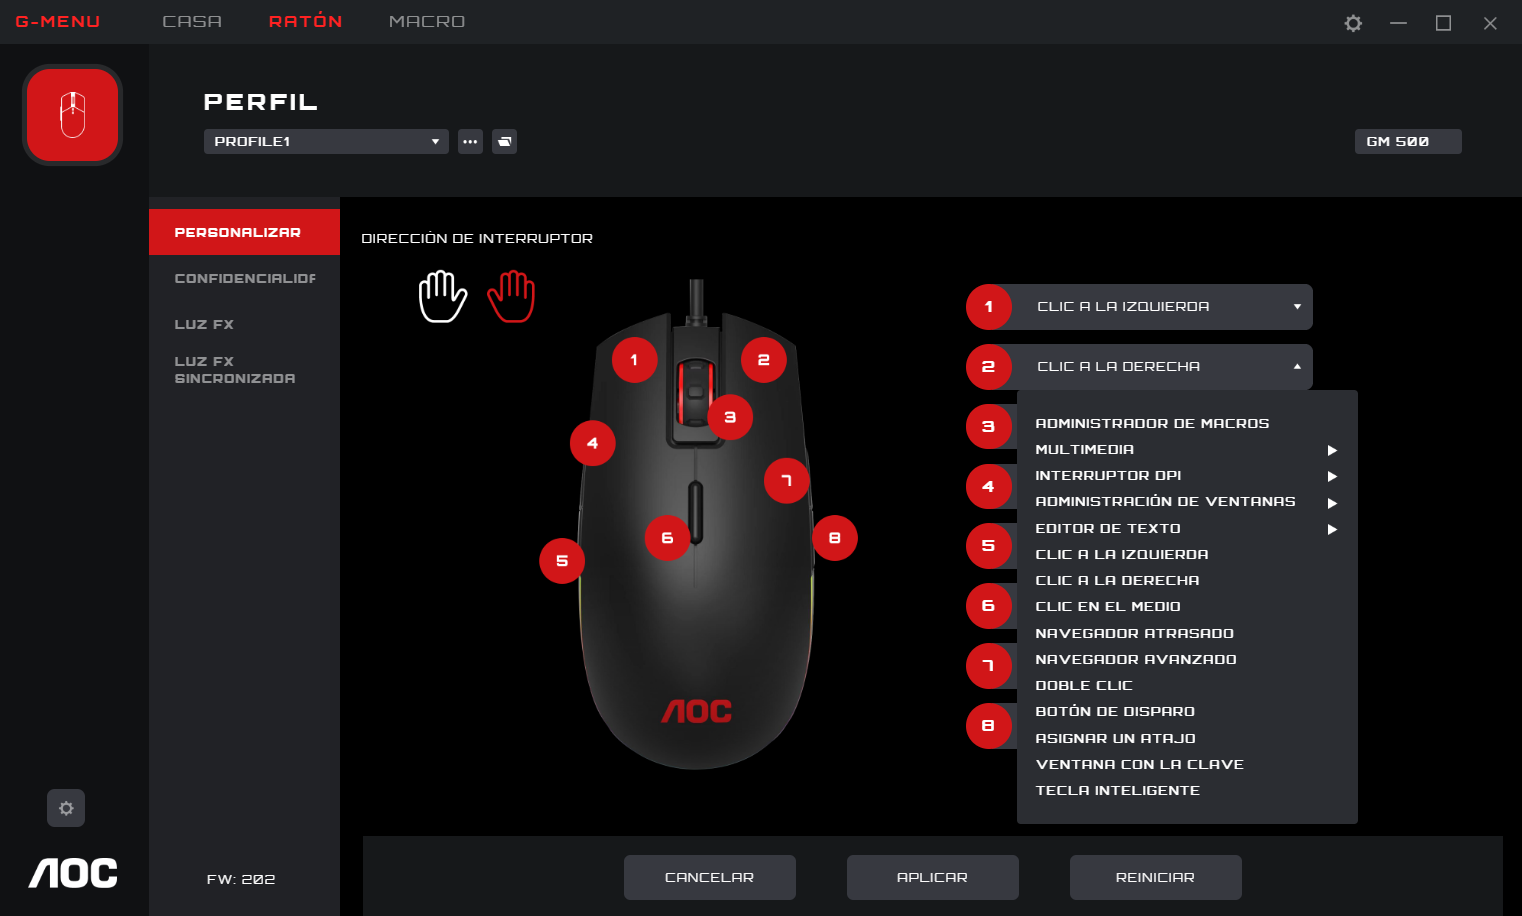 G-MENU
CASA
RATÓN
MACRO
PERFIL
PROFILE1
GM 500
PERSONALIZAR
CONFIDENCIALIDA
LUZ FX
LUZ FX
SINCRONIZADA
FW: 202
AOC
DIRECCIÓN DE INTERRUPTOR
1
2
3
4
7
6
8
5
AOC
1 CLIC A LA IZQUIERDA
2 CLIC A LA DERECHA
3
4
5
6
7
8
ADMINISTRADOR DE MACROS
MULTIMEDIA
INTERRUPTOR DPI
ADMINISTRACIÓN DE VENTANAS
EDITOR DE TEXTO
CLIC A LA IZQUIERDA
CLIC A LA DERECHA
CLIC EN EL MEDIO
NAVEGADOR ATRASADO
NAVEGADOR AVANZADO
DOBLE CLIC
BOTÓN DE DISPARO
ASIGNAR UN ATAJO
VENTANA CON LA CLAVE
TECLA INTELIGENTE
CANCELAR
APLICAR
REINICIAR